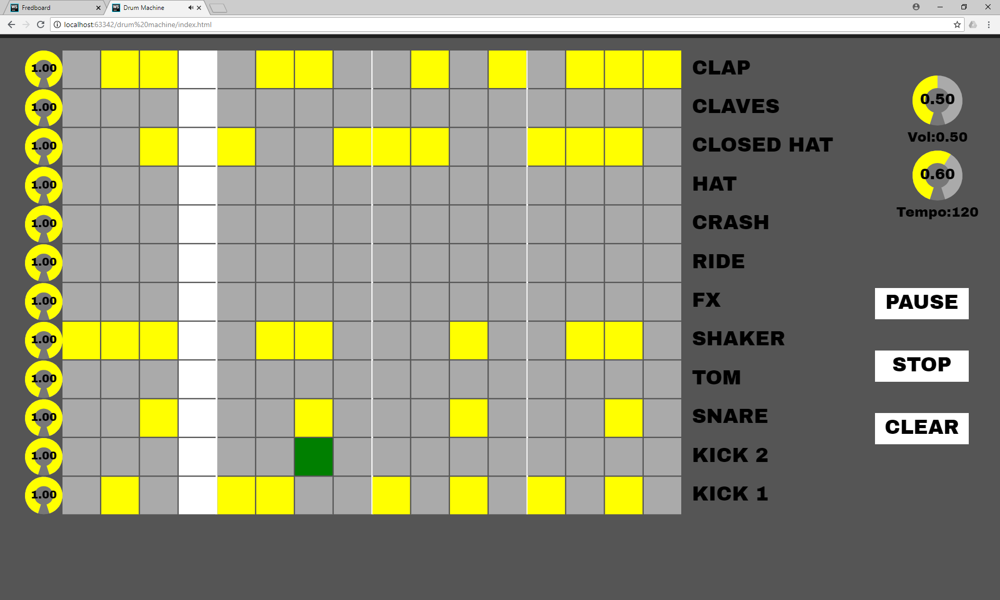 WS Fredboard
WS Drum Machine
localhost:63342/drum%20machine/index.html
1.00 CLAP
1.00 CLAVES
0.50
Vol:0.50
1.00 CLOSED HAT
0.60
1.00 HAT
Tempo:120
1.00 CRASH
1.00 RIDE
1.00 FX
PAUSE
1.00 SHAKER
STOP
1.00 TOM
1.00 SNARE
CLEAR
1.00 KICK 2
1.00 KICK 1